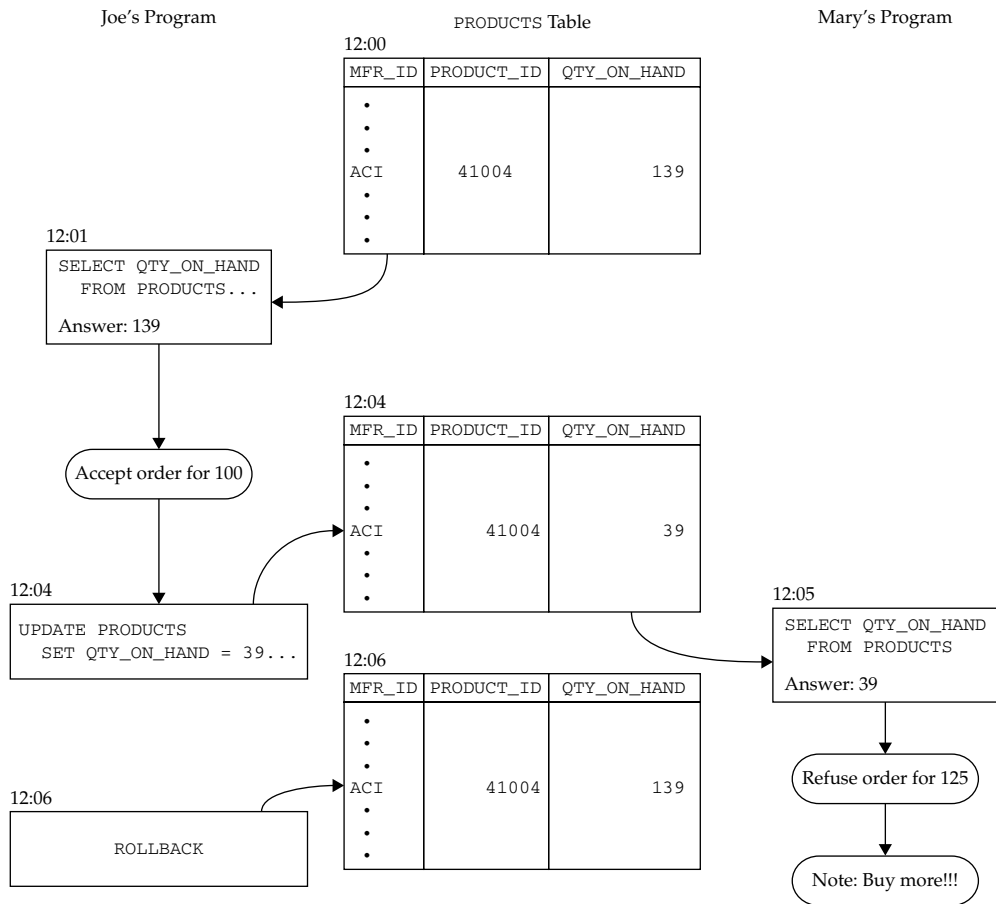 Joe's Program
PRODUCTS Table
Mary's Program
12:00
MFR_ID PRODUCT_ID QTY_ON_HAND
ACI 41004 139
12:01
SELECT QTY_ON_HAND
FROM PRODUCTS...
Answer: 139
Accept order for 100
12:04
UPDATE PRODUCTS
SET QTY_ON_HAND = 39...
12:04
MFR_ID PRODUCT_ID QTY_ON_HAND
ACI 41004 39
12:05
SELECT QTY_ON_HAND
FROM PRODUCTS
Answer: 39
Refuse order for 125
Note: Buy more!!!
12:06
MFR_ID PRODUCT_ID QTY_ON_HAND
ACI 41004 139
12:06
ROLLBACK